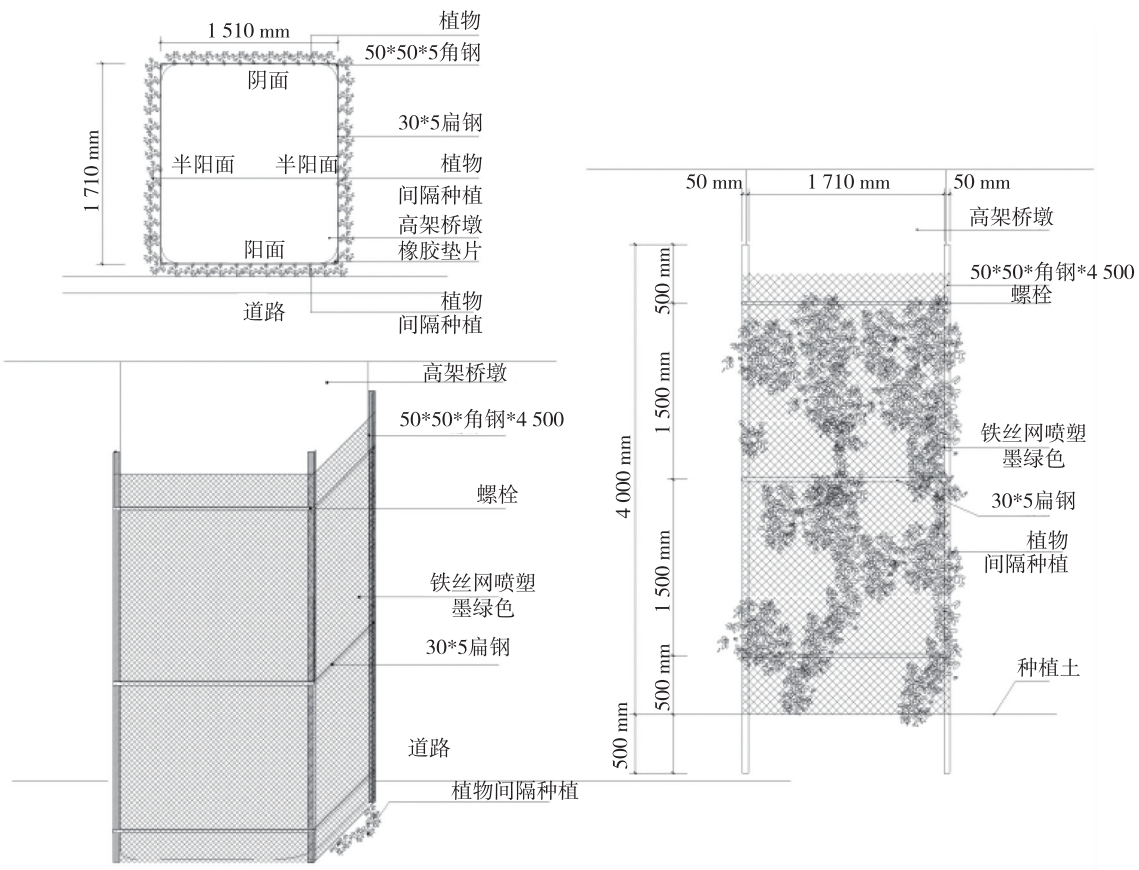 植物
1 510 mm
50*50*5角钢
阴面
30*5扁钢
1 710 mm
半阳面
半阳面
植物
间隔种植
高架桥墩
橡胶垫片
阳面
植物
间隔种植
道路
高架桥墩
50*50*角钢*4 500
螺栓
铁丝网喷塑
墨绿色
30*5扁钢
道路
植物间隔种植
50 mm
1 710 mm
50 mm
高架桥墩
50*50*角钢*4 500
螺栓
500 mm
1 500 mm
4 000 mm
铁丝网喷塑
墨绿色
30*5扁钢
植物
间隔种植
1 500 mm
500 mm
种植土
500 mm